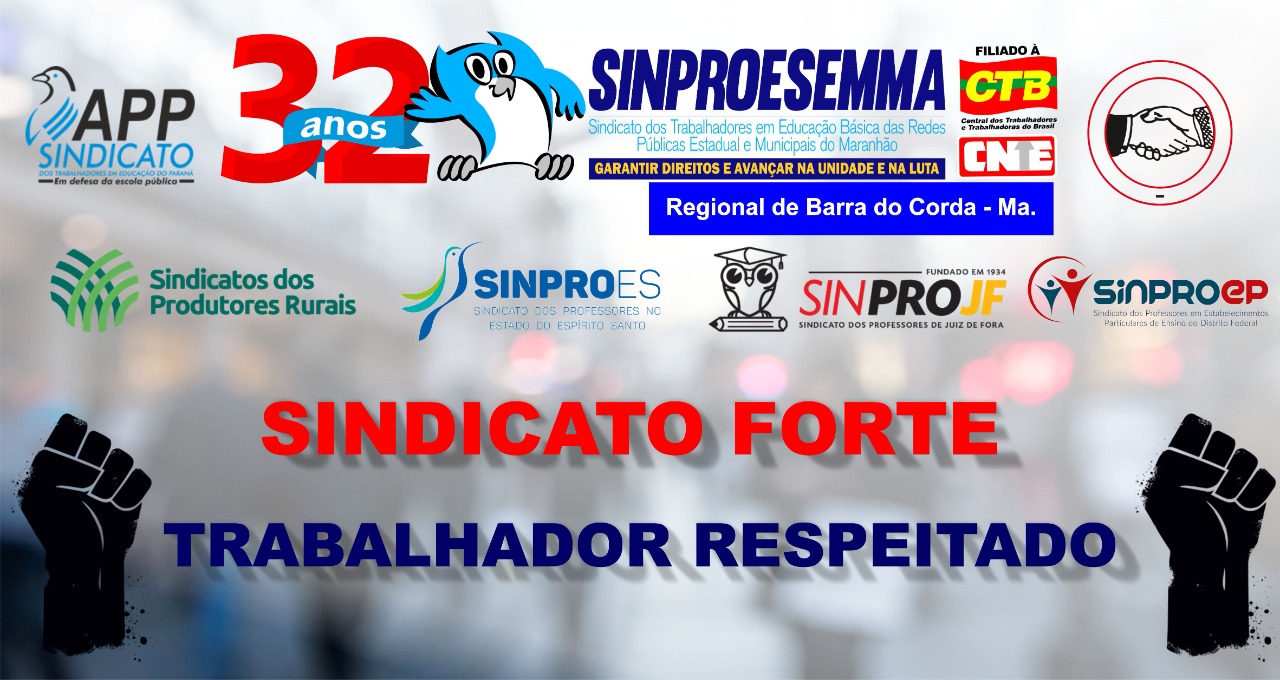 APP
SINDICATO
DOS TRABALHADORES EM EDUCAÇÃO DO PARANÁ
Em defesa da escola pública
32
anos
SINPROESEMMA
Sindicato dos Trabalhadores em Educação Básica das Redes
Públicas Estadual e Municipais do Maranhão
GARANTIR DIREITOS E AVANÇAR NA UNIDADE E NA LUTA
FILIADO À
CTB
Central dos Trabalhadores
e Trabalhadoras do Brasil
CNTE
Regional de Barra do Corda - Ma.
Sindicatos dos
Produtores Rurais
SINPROES
SINDICATO DOS PROFESSORES NO
ESTADO DO ESPÍRITO SANTO
FUNDADO EM 1934
SINPROJF
SINDICATO DOS PROFESSORES DE JUIZ DE FORA
SINPROEP
Sindicato dos Professores em Estabelecimentos
Particulares de Ensino do Distrito Federal
SINDICATO FORTE
TRABALHADOR RESPEITADO